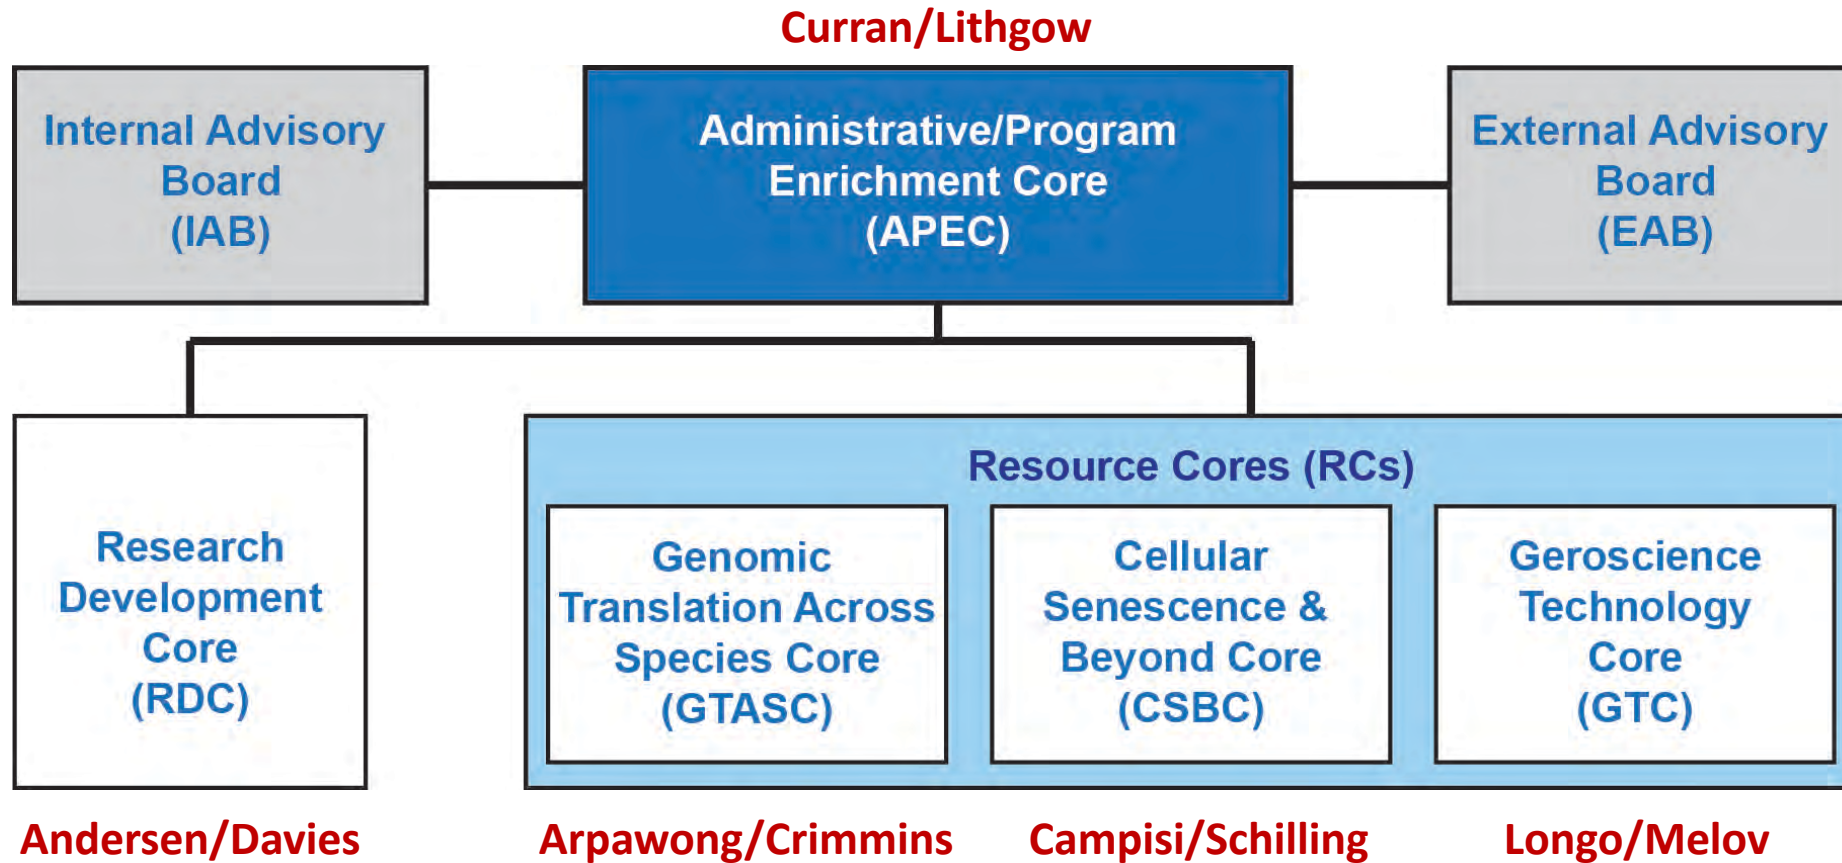 Curran/Lithgow
Internal Advisory
Board
(IAB)
Administrative/Program
Enrichment Core
(APEC)
External Advisory
Board
(EAB)
Research
Development
Core
(RDC)
Resource Cores (RCs)
Genomic
Translation Across
Species Core
(GTASC)
Cellular
Senescence &
Beyond Core
(CSBC)
Geroscience
Technology
Core
(GTC)
Andersen/Davies
Arpawong/Crimmins
Campisi/Schilling
Longo/Melov